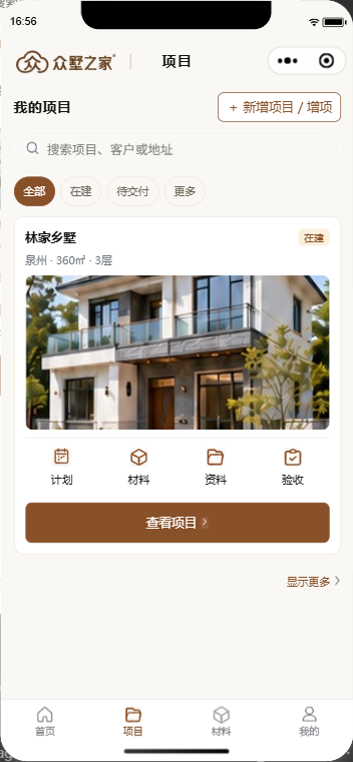 16:56
众墅之家
项目
我的项目
+ 新增项目 / 增项
搜索项目、客户或地址
全部
在建
待交付
更多
林家乡墅
在建
泉州 · 360㎡ · 3层
计划
材料
资料
验收
查看项目 >
显示更多 >
首页
项目
材料
我的